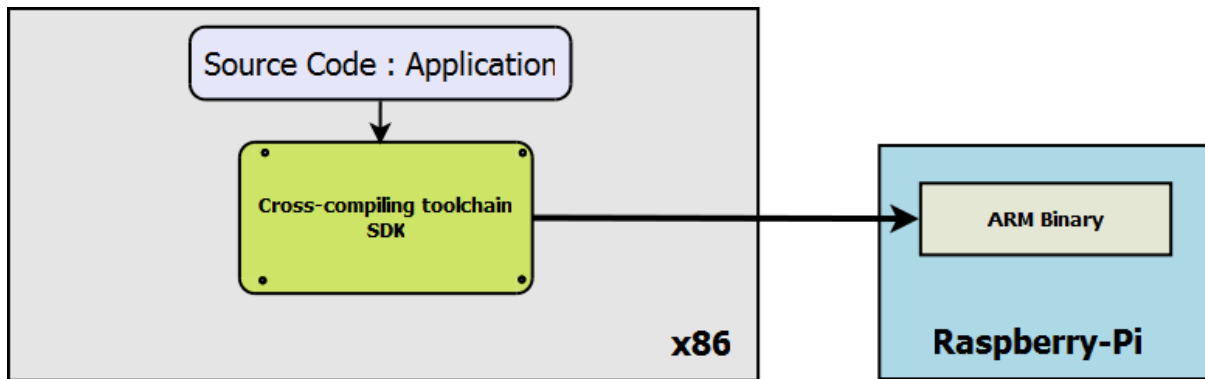 Source Code : Application
Cross-compiling toolchain
SDK
ARM Binary
x86
Raspberry-Pi